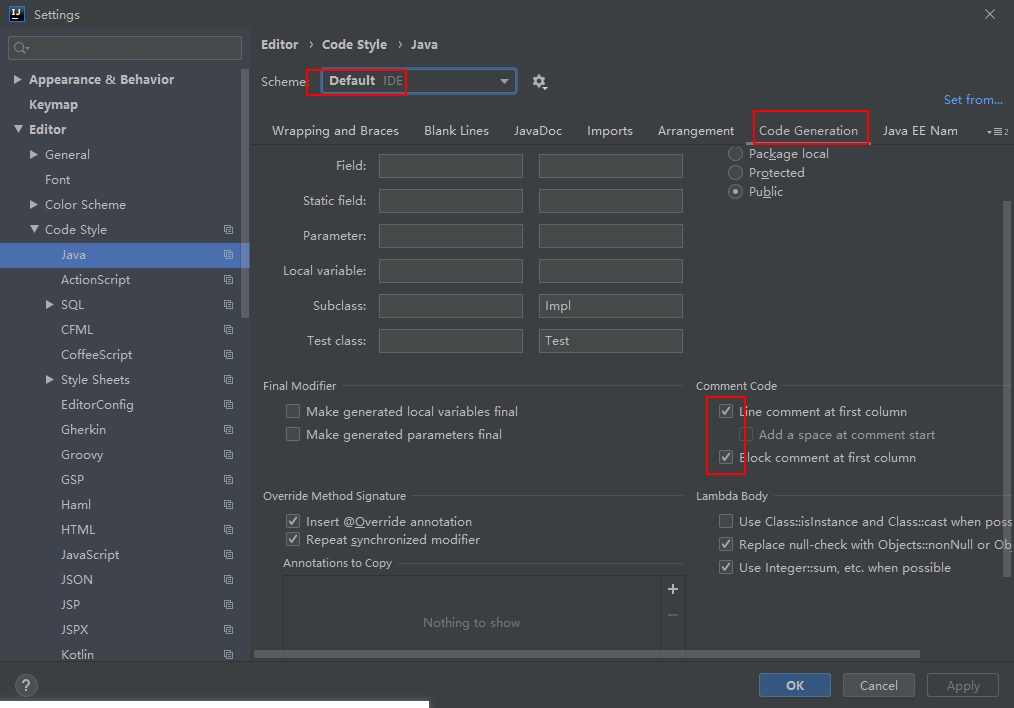 Settings
Appearance & Behavior
Keymap
Editor
General
Font
Color Scheme
Code Style
Java
ActionScript
SQL
CFML
CoffeeScript
Style Sheets
EditorConfig
Gherkin
Groovy
GSP
Haml
HTML
JavaScript
JSON
JSP
JSPX
Kotlin
Editor › Code Style › Java
Scheme: Default IDE
Set from...
Wrapping and Braces Blank Lines JavaDoc Imports Arrangement Code Generation Java EE Nam 2
Field:
Static field:
Parameter:
Local variable:
Subclass: Impl
Test class: Test
Package local
Protected
Public
Final Modifier
Make generated local variables final
Make generated parameters final
Comment Code
Line comment at first column
Add a space at comment start
Block comment at first column
Override Method Signature
Insert @Override annotation
Repeat synchronized modifier
Annotations to Copy
Nothing to show
Lambda Body
Use Class::isInstance and Class::cast when poss
Replace null-check with Objects::nonNull or Ob
Use Integer::sum, etc. when possible
? OK Cancel Apply